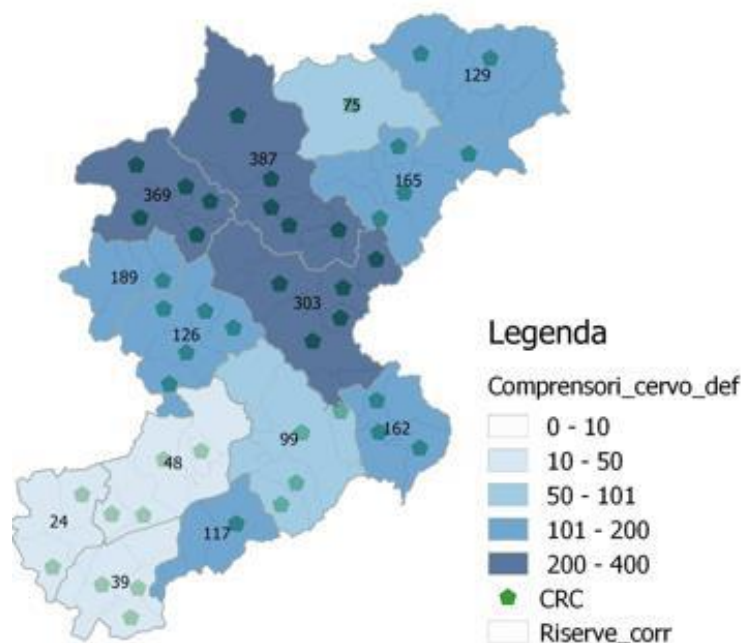 129
75
387
165
369
189
303
126
162
99
48
24
117
39
Legenda
Comprensori_cervo_def
0 - 10
10 - 50
50 - 101
101 - 200
200 - 400
CRC
Riserve_corr